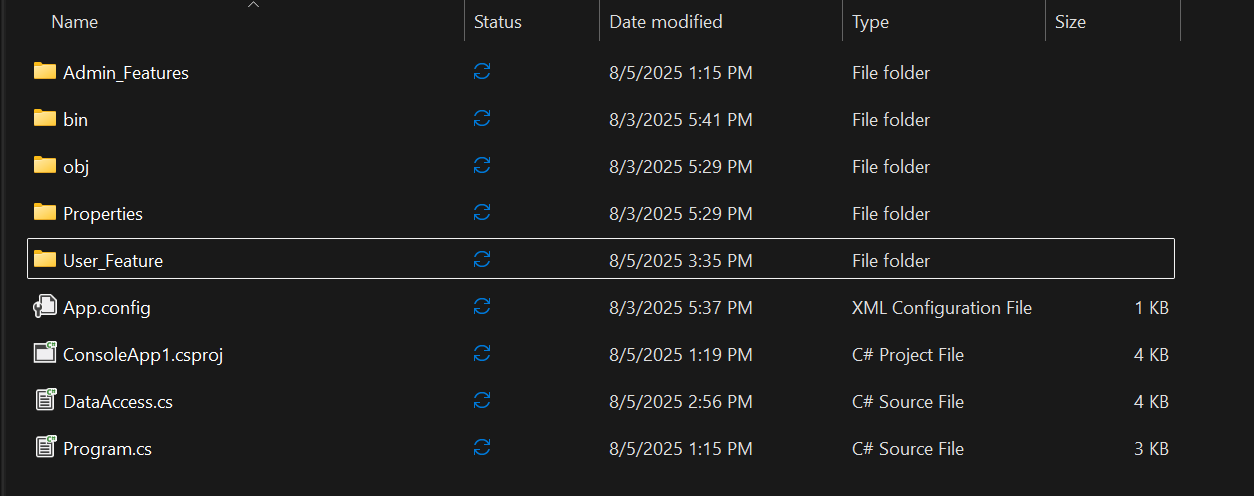 Name Status Date modified Type Size
Admin_Features 8/5/2025 1:15 PM File folder
bin 8/3/2025 5:41 PM File folder
obj 8/3/2025 5:29 PM File folder
Properties 8/3/2025 5:29 PM File folder
User_Feature 8/5/2025 3:35 PM File folder
App.config 8/3/2025 5:37 PM XML Configuration File 1 KB
ConsoleApp1.csproj 8/5/2025 1:19 PM C# Project File 4 KB
DataAccess.cs 8/5/2025 2:56 PM C# Source File 4 KB
Program.cs 8/5/2025 1:15 PM C# Source File 3 KB